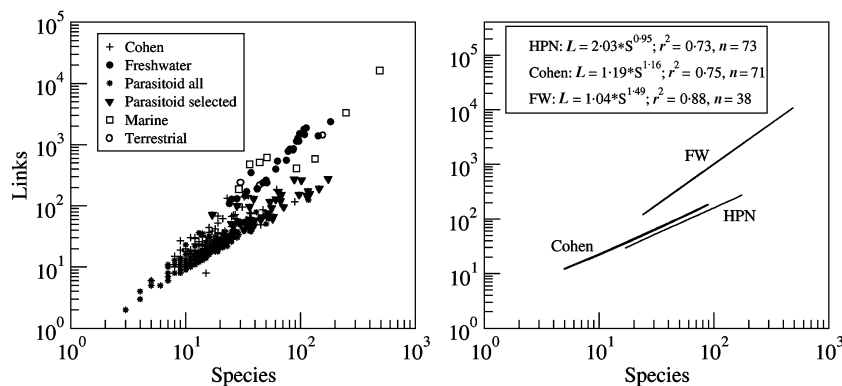 10^5
10^4
10^3
10^2
10^1
10^0
Links
Cohen
Freshwater
Parasitoid all
Parasitoid selected
Marine
Terrestrial
10^0
10^1
10^2
10^3
Species
10^5
10^4
10^3
10^2
10^1
10^0
HPN: L = 2·03*S^0·95; r^2 = 0·73, n = 73
Cohen: L = 1·19*S^1·16; r^2 = 0·75, n = 71
FW: L = 1·04*S^1·49; r^2 = 0·88, n = 38
FW
HPN
Cohen
10^0
10^1
10^2
10^3
Species